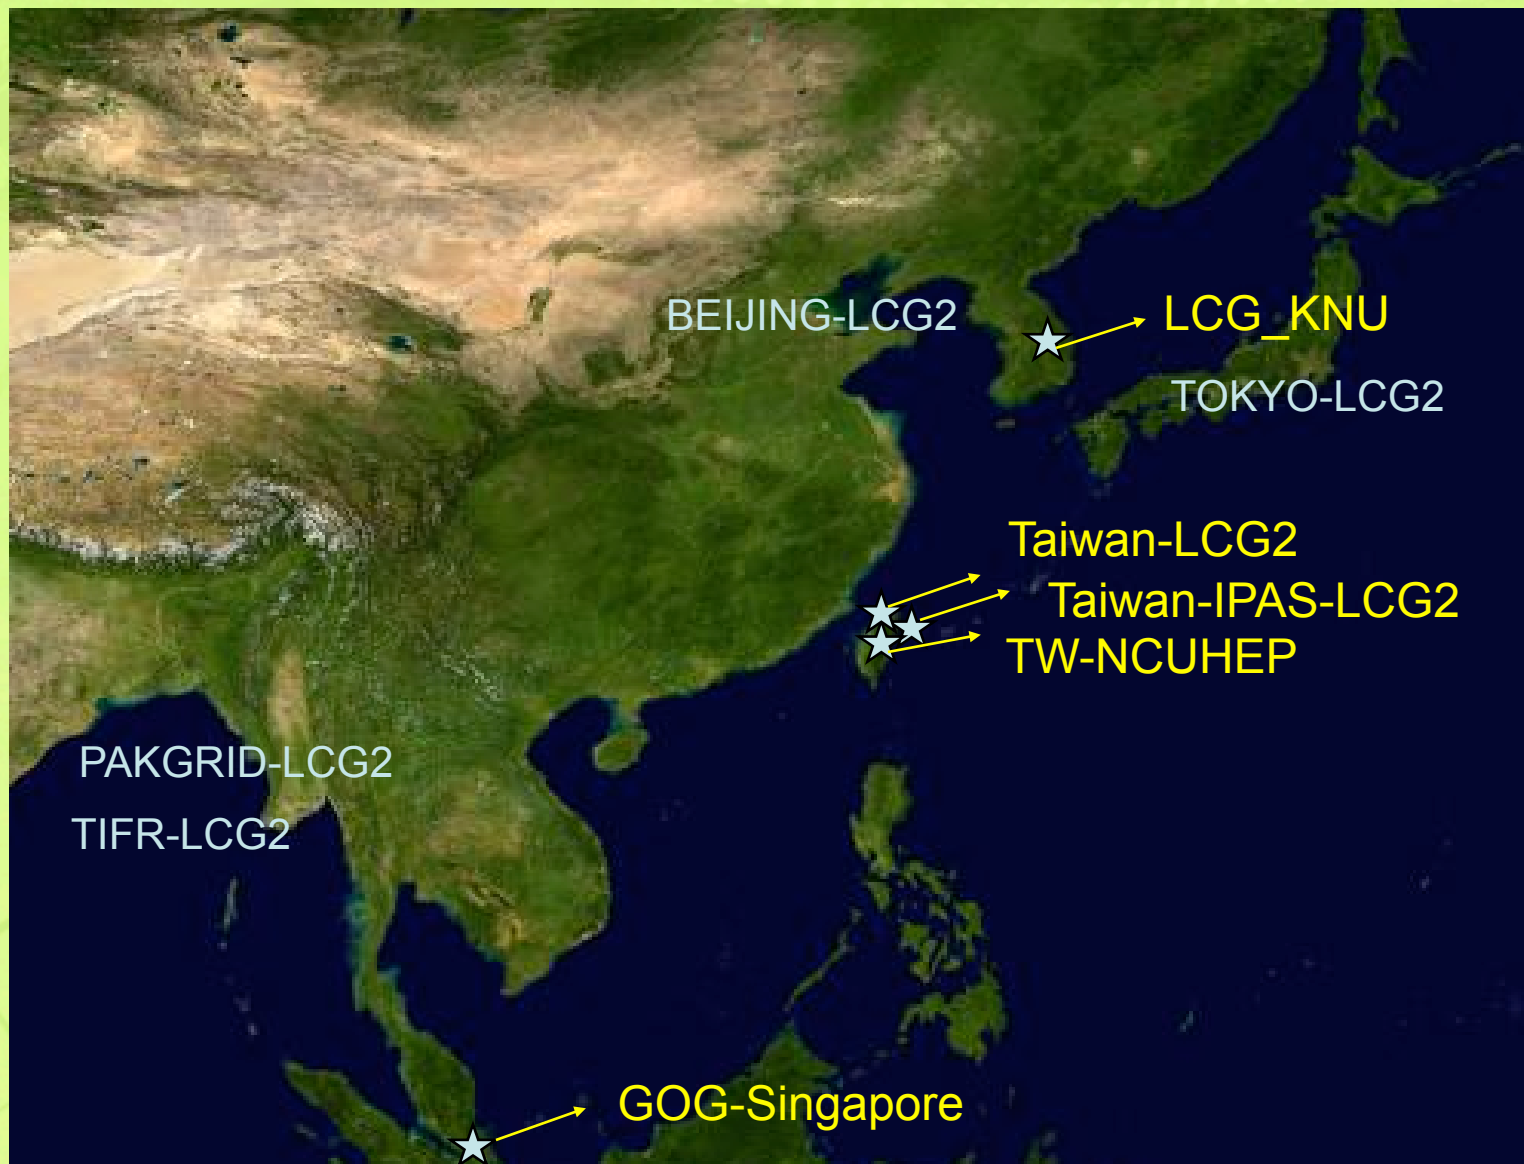 BEIJING-LCG2
LCG_KNU
TOKYO-LCG2
Taiwan-LCG2
Taiwan-IPAS-LCG2
TW-NCUHEP
PAKGRID-LCG2
TIFR-LCG2
GOG-Singapore